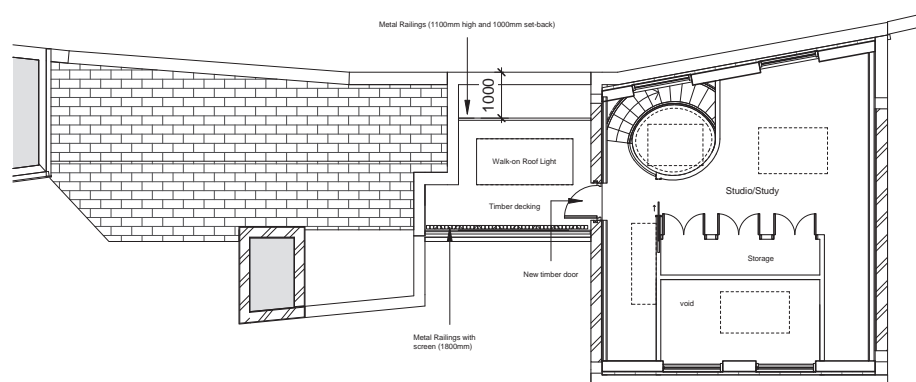 Metal Railings (1100mm high and 1000mm set-back)
1000
Walk-on Roof Light
Studio/Study
Timber decking
Storage
New timber door
void
Metal Railings with
screen (1800mm)